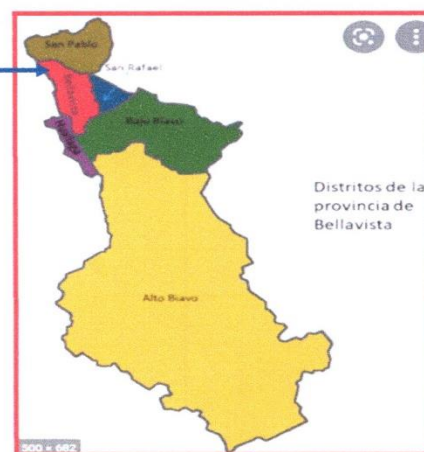 San Pablo
San Rafael
Bellavista
Huallaga
Bajo Biavo
Distritos de la
provincia de
Bellavista
Alto Biavo
500 × 682